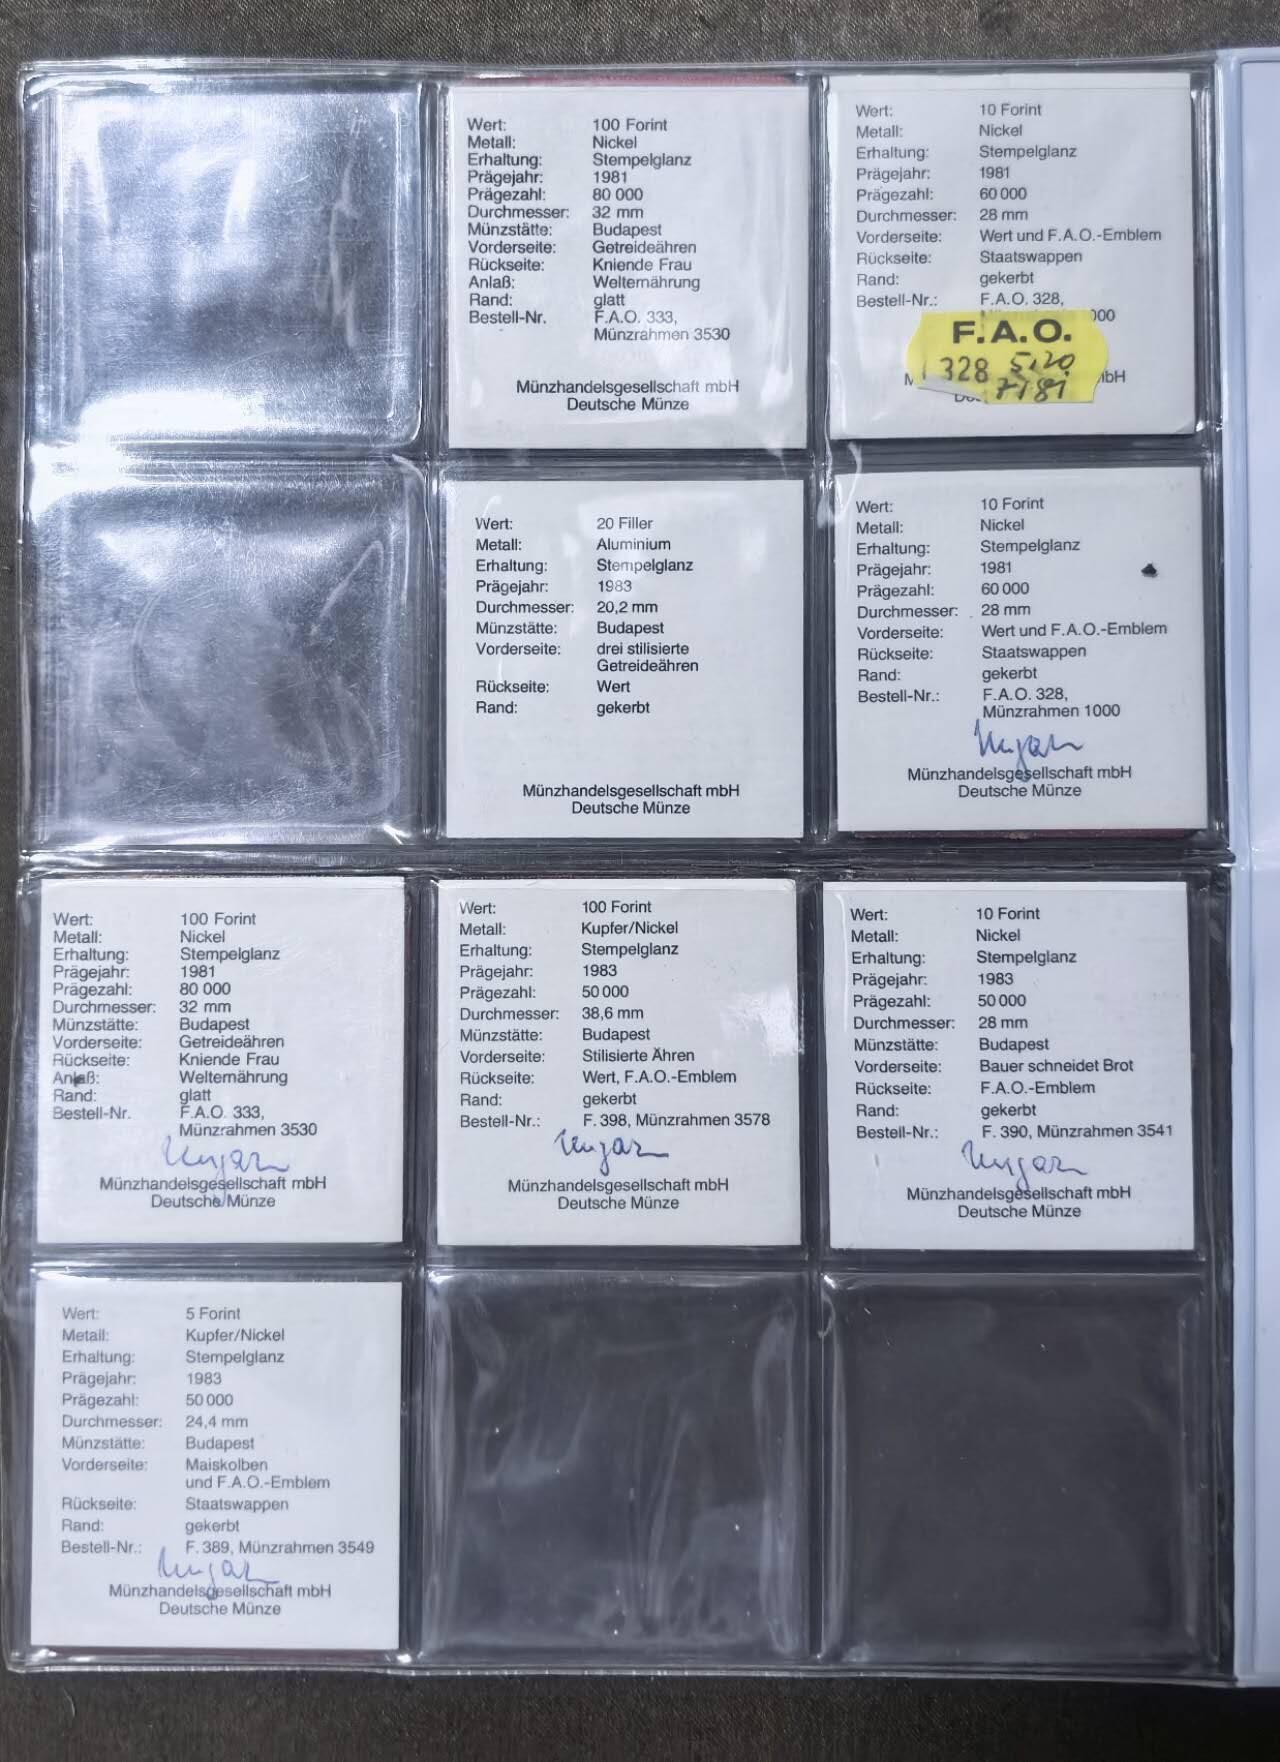 Wert: 100 Forint
Metall: Nickel
Erhaltung: Stempelglanz
Prägejahr: 1981
Prägezahl: 80 000
Durchmesser: 32 mm
Münzstätte: Budapest
Vorderseite: Getreideähren
Rückseite: Kniende Frau
Anlaß: Welternährung
Rand: glatt
Bestell-Nr. F.A.O. 333,
Münzrahmen 3530
Münzhandelsgesellschaft mbH
Deutsche Münze
Wert: 10 Forint
Metall: Nickel
Erhaltung: Stempelglanz
Prägejahr: 1981
Prägezahl: 60 000
Durchmesser: 28 mm
Vorderseite: Wert und F.A.O.-Emblem
Rückseite: Staatswappen
Rand: gekerbt
Bestell-Nr.: F.A.O. 328,
F.A.O.
328 5,20
7/81
Wert: 20 Filler
Metall: Aluminium
Erhaltung: Stempelglanz
Prägejahr: 1983
Durchmesser: 20,2 mm
Münzstätte: Budapest
Vorderseite: drei stilisierte
Getreideähren
Rückseite: Wert
Rand: gekerbt
Münzhandelsgesellschaft mbH
Deutsche Münze
Wert: 10 Forint
Metall: Nickel
Erhaltung: Stempelglanz
Prägejahr: 1981
Prägezahl: 60 000
Durchmesser: 28 mm
Vorderseite: Wert und F.A.O.-Emblem
Rückseite: Staatswappen
Rand: gekerbt
Bestell-Nr.: F.A.O. 328,
Münzrahmen 1000
Ungarn
Münzhandelsgesellschaft mbH
Deutsche Münze
Wert: 100 Forint
Metall: Nickel
Erhaltung: Stempelglanz
Prägejahr: 1981
Prägezahl: 80 000
Durchmesser: 32 mm
Münzstätte: Budapest
Vorderseite: Getreideähren
Rückseite: Kniende Frau
Anlaß: Welternährung
Rand: glatt
Bestell-Nr. F.A.O. 333,
Münzrahmen 3530
Ungarn
Münzhandelsgesellschaft mbH
Deutsche Münze
Wert: 100 Forint
Metall: Kupfer/Nickel
Erhaltung: Stempelglanz
Prägejahr: 1983
Prägezahl: 50 000
Durchmesser: 38,6 mm
Münzstätte: Budapest
Vorderseite: Stilisierte Ähren
Rückseite: Wert, F.A.O.-Emblem
Rand: gekerbt
Bestell-Nr.: F. 398, Münzrahmen 3578
Ungarn
Münzhandelsgesellschaft mbH
Deutsche Münze
Wert: 10 Forint
Metall: Nickel
Erhaltung: Stempelglanz
Prägejahr: 1983
Prägezahl: 50 000
Durchmesser: 28 mm
Münzstätte: Budapest
Vorderseite: Bauer schneidet Brot
Rückseite: F.A.O.-Emblem
Rand: gekerbt
Bestell-Nr.: F. 390, Münzrahmen 3541
Ungarn
Münzhandelsgesellschaft mbH
Deutsche Münze
Wert: 5 Forint
Metall: Kupfer/Nickel
Erhaltung: Stempelglanz
Prägejahr: 1983
Prägezahl: 50 000
Durchmesser: 24,4 mm
Münzstätte: Budapest
Vorderseite: Maiskolben
und F.A.O.-Emblem
Rückseite: Staatswappen
Rand: gekerbt
Bestell-Nr.: F. 389, Münzrahmen 3549
Ungarn
Münzhandelsgesellschaft mbH
Deutsche Münze